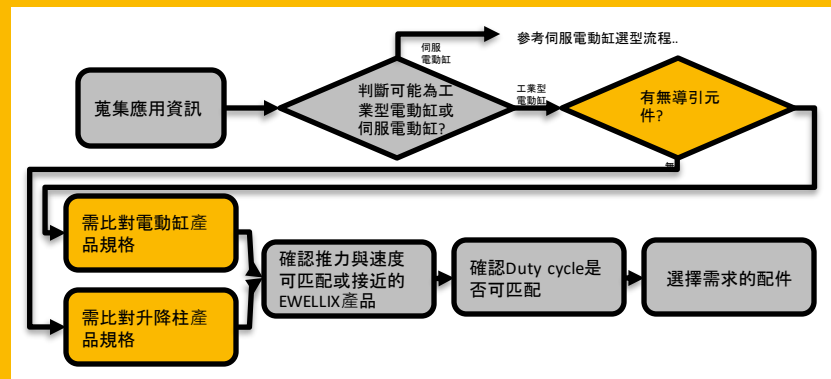 參考伺服電動缸選型流程..
伺服
電動缸
蒐集應用資訊
判斷可能為工
業型電動缸或
伺服電動缸?
工業型
電動缸
有無導引元
件?
無
需比對電動缸產
品規格
確認推力與速度
可匹配或接近的
EWELLIX產品
確認Duty cycle是
否可匹配
選擇需求的配件
需比對升降柱產
品規格